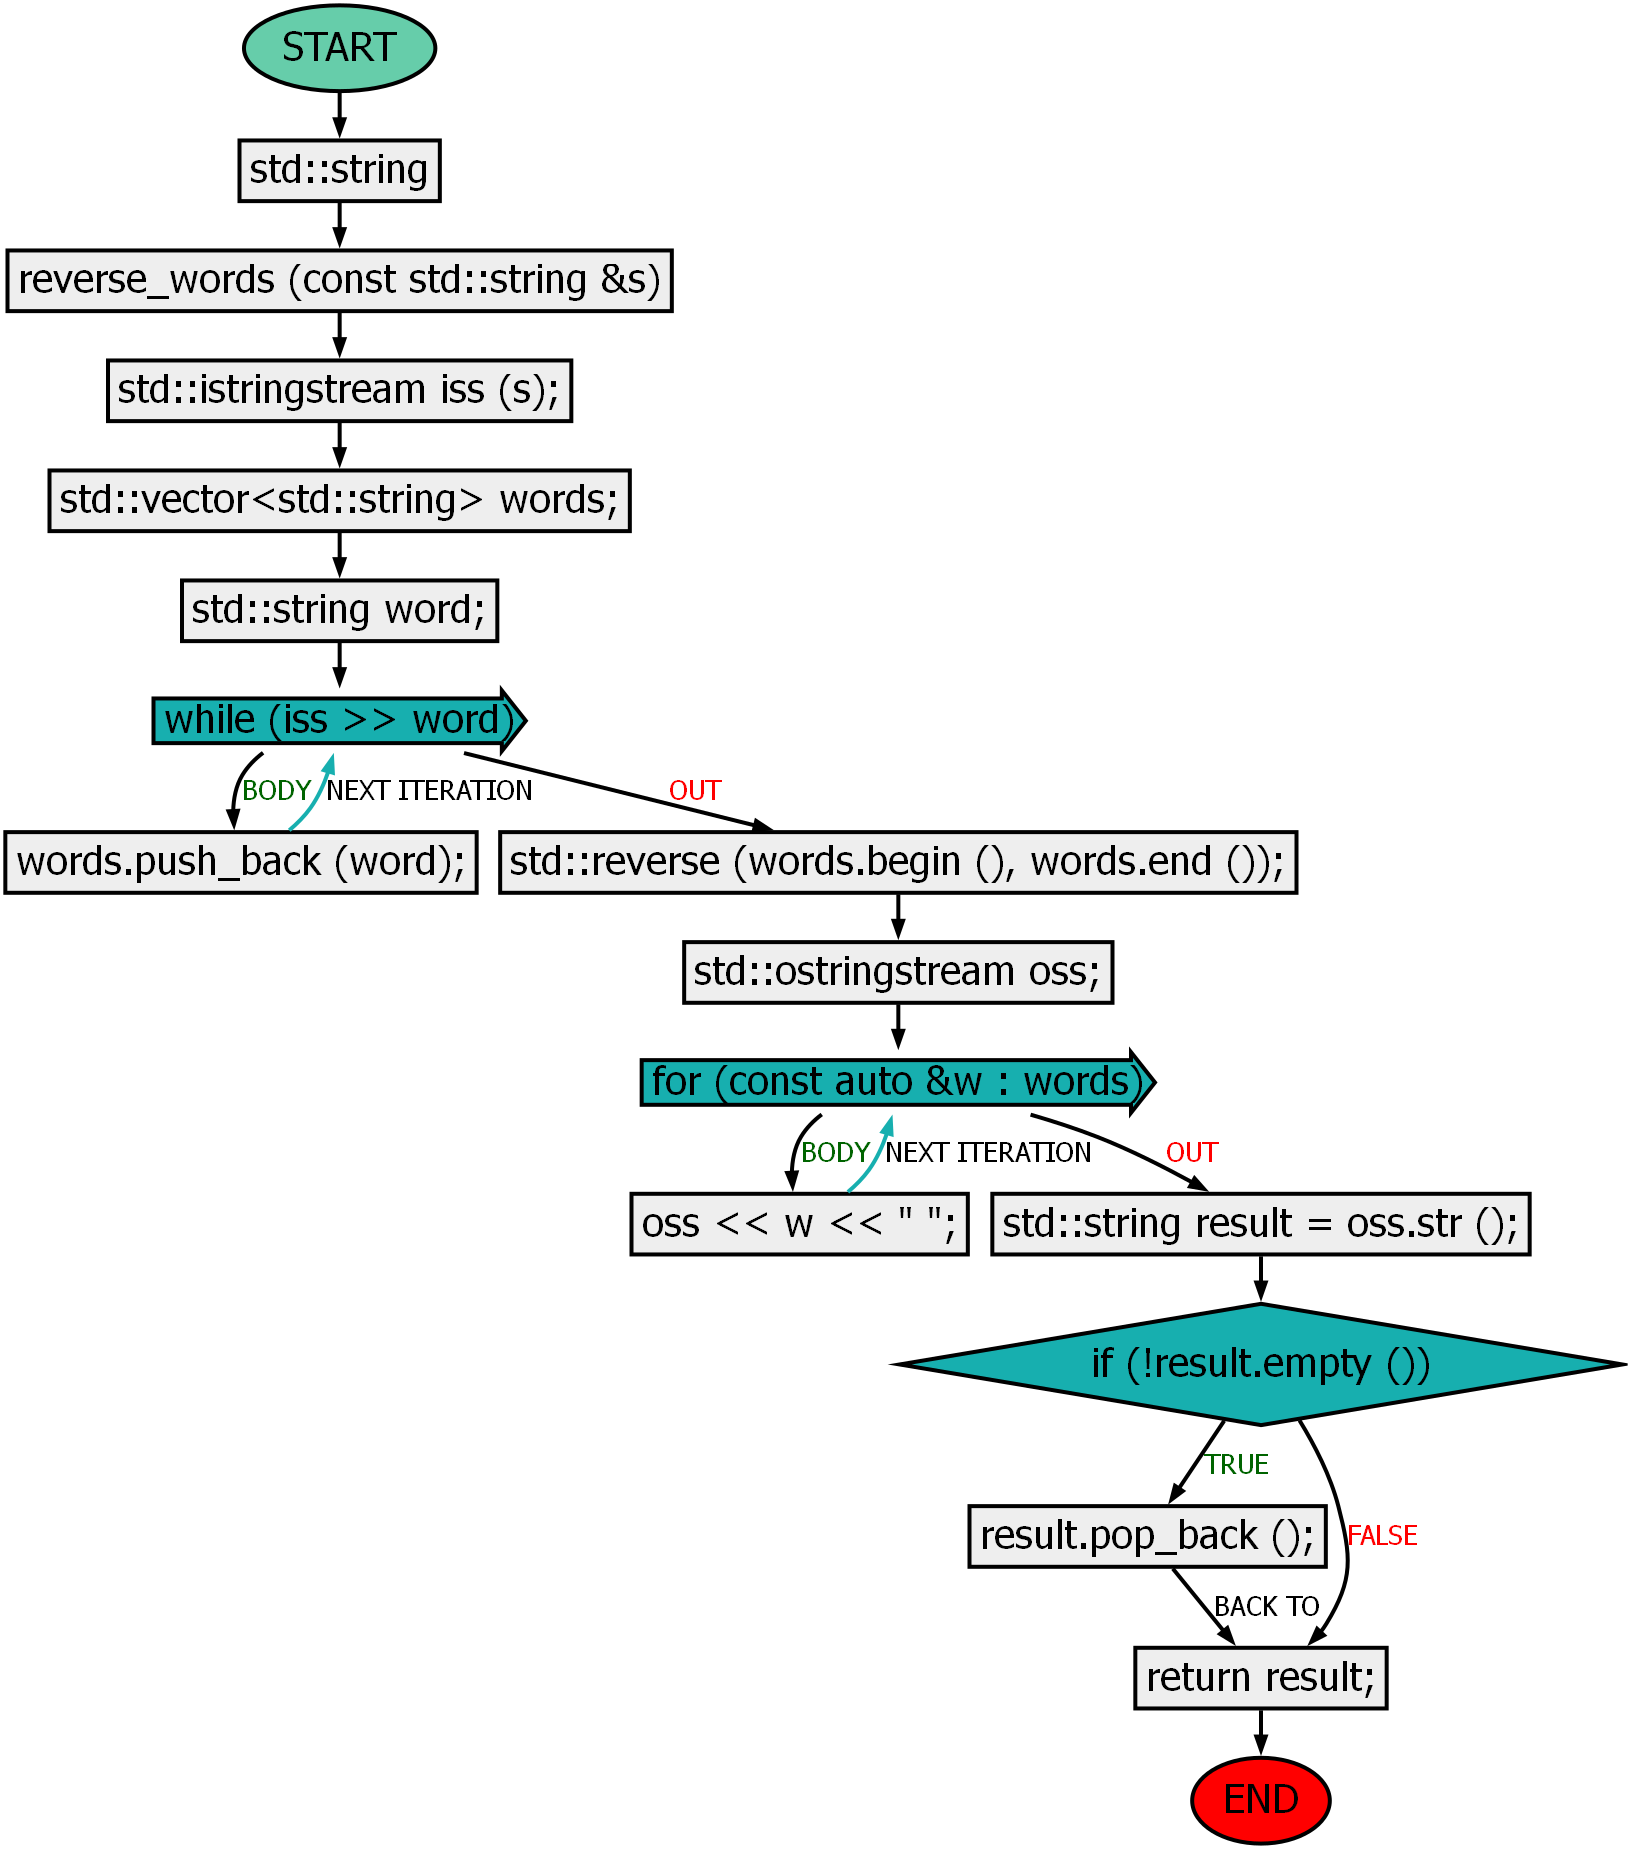 START
std::string
reverse_words (const std::string &s)
std::istringstream iss (s);
std::vector<std::string> words;
std::string word;
while (iss >> word)
BODY
NEXT ITERATION
OUT
words.push_back (word);
std::reverse (words.begin (), words.end ());
std::ostringstream oss;
for (const auto &w : words)
BODY
NEXT ITERATION
OUT
oss << w << " ";
std::string result = oss.str ();
if (!result.empty ())
TRUE
result.pop_back ();
FALSE
BACK TO
return result;
END